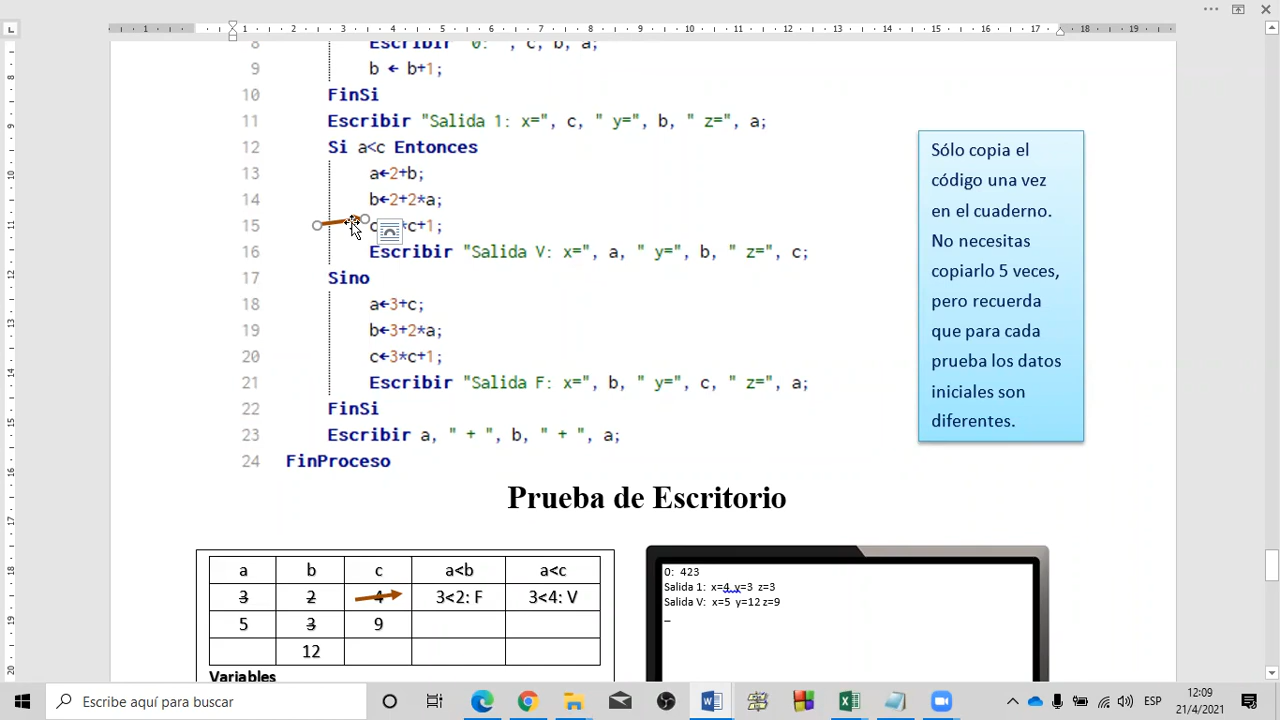 8 Escribir "0: ", c, b, a;
9 b ← b+1;
10 FinSi
11 Escribir "Salida 1: x=", c, " y=", b, " z=", a;
12 Si a<c Entonces
13 a←2+b;
14 b←2+2*a;
15 c *c+1;
16 Escribir "Salida V: x=", a, " y=", b, " z=", c;
17 Sino
18 a←3+c;
19 b←3+2*a;
20 c←3*c+1;
21 Escribir "Salida F: x=", b, " y=", c, " z=", a;
22 FinSi
23 Escribir a, " + ", b, " + ", a;
24 FinProceso
Sólo copia el
código una vez
en el cuaderno.
No necesitas
copiarlo 5 veces,
pero recuerda
que para cada
prueba los datos
iniciales son
diferentes.
Prueba de Escritorio
a b c a<b a<c
3 2 4 3<2: F 3<4: V
5 3 9
12
Variables
0: 423
Salida 1: x=4 y=3 z=3
Salida V: x=5 y=12 z=9
_
Escribe aquí para buscar
ESP
12:09
21/4/2021